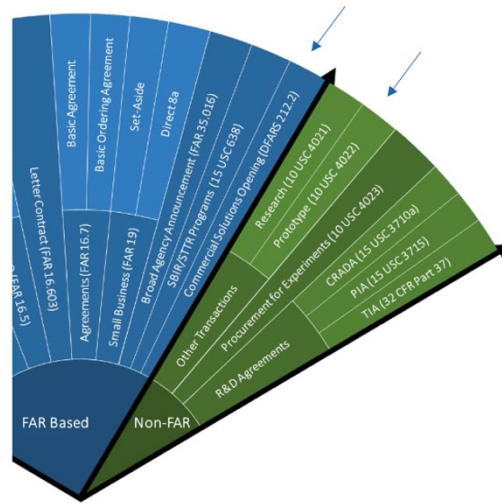 (FAR 16.5)
Letter Contract (FAR 16.603)
Basic Agreement
Basic Ordering Agreement
Agreements (FAR 16.7)
Set-Aside
Direct 8a
Small Business (FAR 19)
Broad Agency Announcement (FAR 35.016)
SBIR/STTR Programs (15 USC 638)
Commercial Solutions Opening (DFARS 212.2)
Research (10 USC 4021)
Prototype (10 USC 4022)
Other Transactions
Procurement for Experiments (10 USC 4023)
CRADA (15 USC 3710a)
PIA (15 USC 3715)
TIA (32 CFR Part 37)
R&D Agreements
FAR Based
Non-FAR